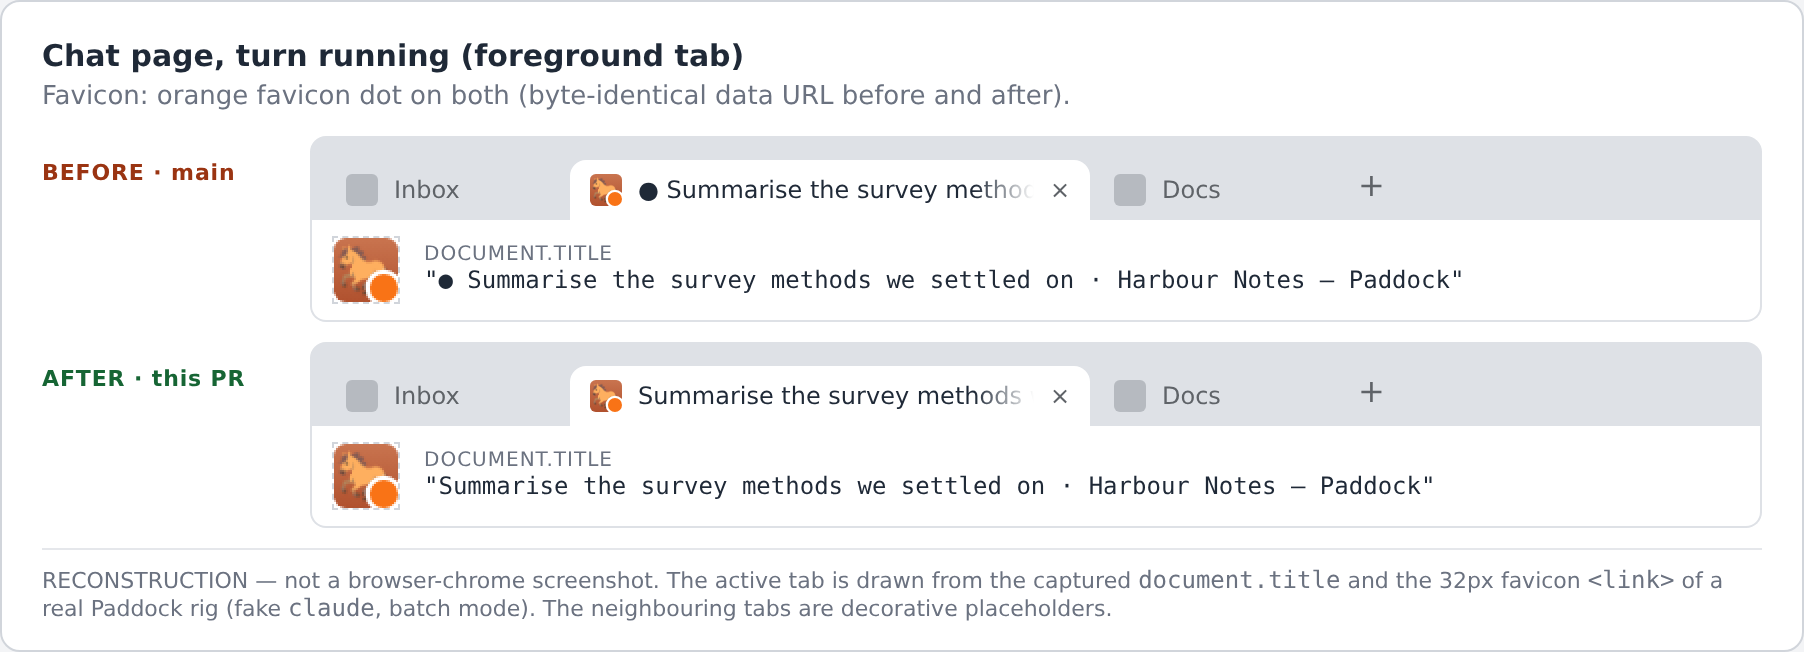 Chat page, turn running (foreground tab)
Favicon: orange favicon dot on both (byte-identical data URL before and after).
BEFORE · main
Inbox
● Summarise the survey method
×
Docs
+
DOCUMENT.TITLE
"● Summarise the survey methods we settled on · Harbour Notes — Paddock"
AFTER · this PR
Inbox
Summarise the survey methods
×
Docs
+
DOCUMENT.TITLE
"Summarise the survey methods we settled on · Harbour Notes — Paddock"
RECONSTRUCTION — not a browser-chrome screenshot. The active tab is drawn from the captured document.title and the 32px favicon <link> of a
real Paddock rig (fake claude, batch mode). The neighbouring tabs are decorative placeholders.